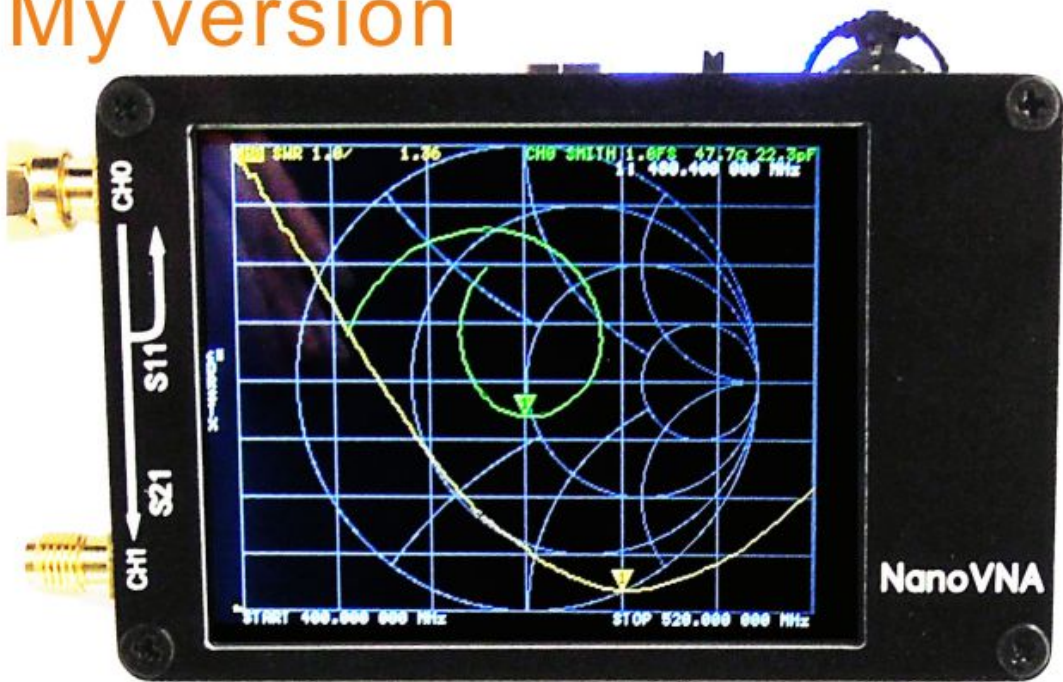 My version
SWR 1.0/ 1.36
CH0 SMITH 1.0FS 47.7Ω 22.3pF
1: 480.400 000 MHz
CH0
S11
S21
CH1
NanoVNA
START 400.000 000 MHz
STOP 520.000 000 MHz